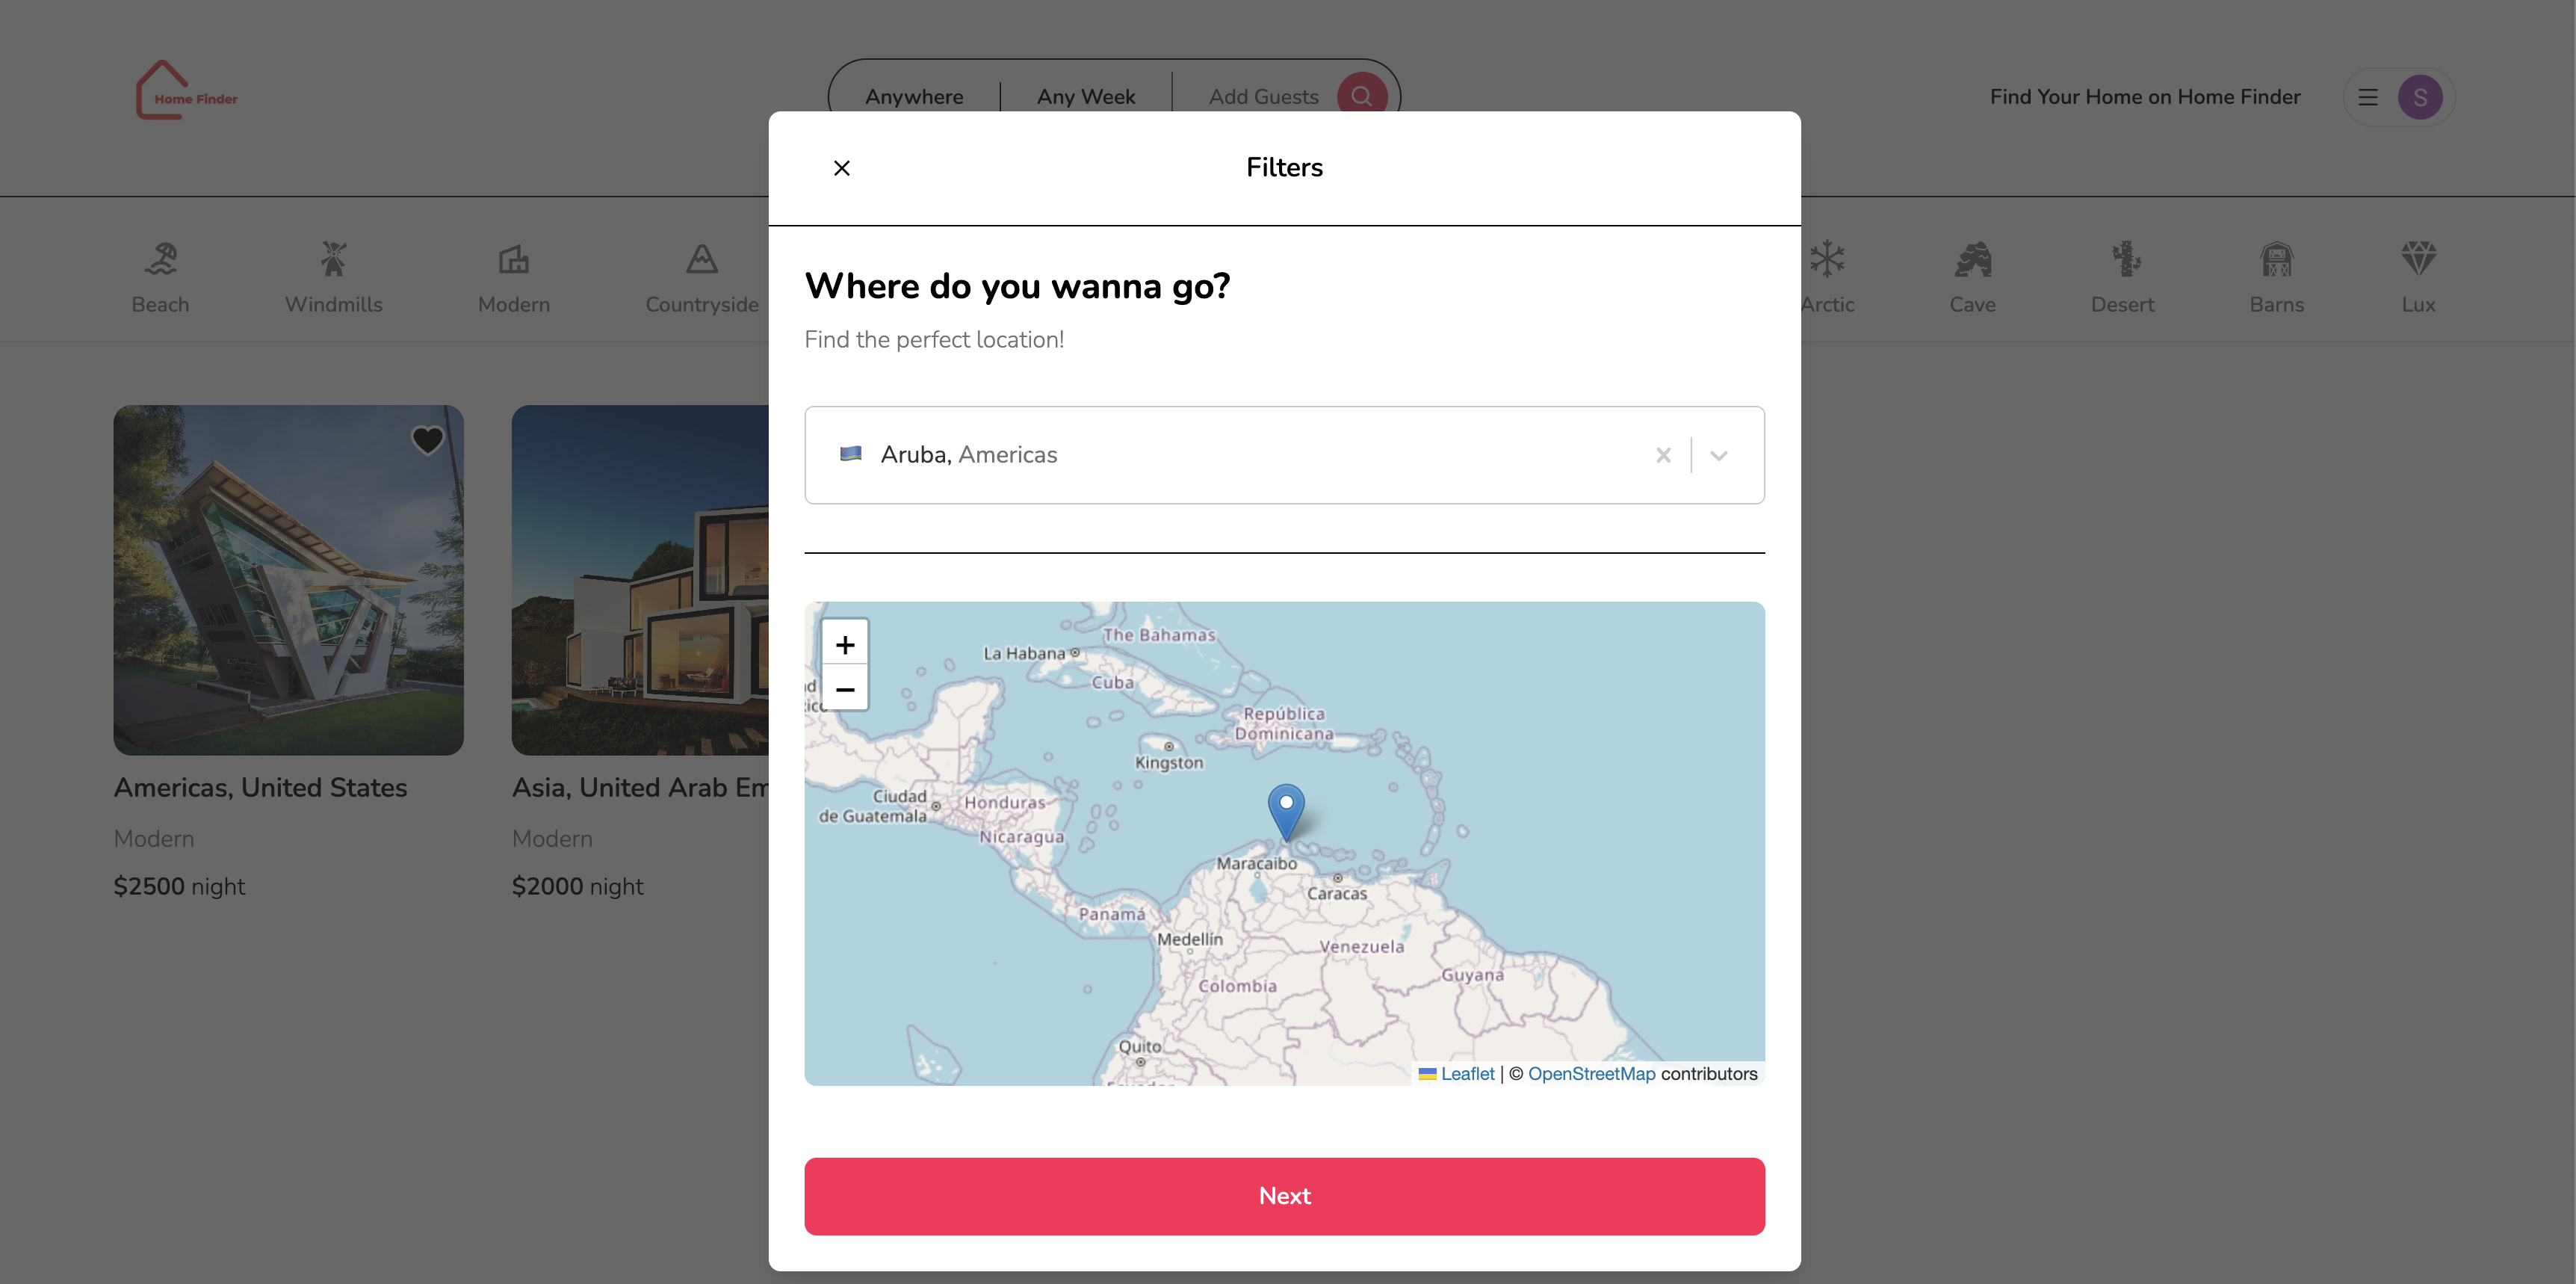 Home Finder
Anywhere
Any Week
Add Guests
Find Your Home on Home Finder
S
Filters
Beach
Windmills
Modern
Countryside
Arctic
Cave
Desert
Barns
Lux
Where do you wanna go?
Find the perfect location!
Aruba, Americas
+
−
The Bahamas
La Habana
Cuba
República
Dominicana
Kingston
Ciudad
de Guatemala
Honduras
Nicaragua
Maracaibo
Caracas
Panamá
Medellín
Venezuela
Guyana
Colombia
Quito
Leaflet | © OpenStreetMap contributors
Next
Americas, United States
Modern
$2500 night
Asia, United Arab Em
Modern
$2000 night